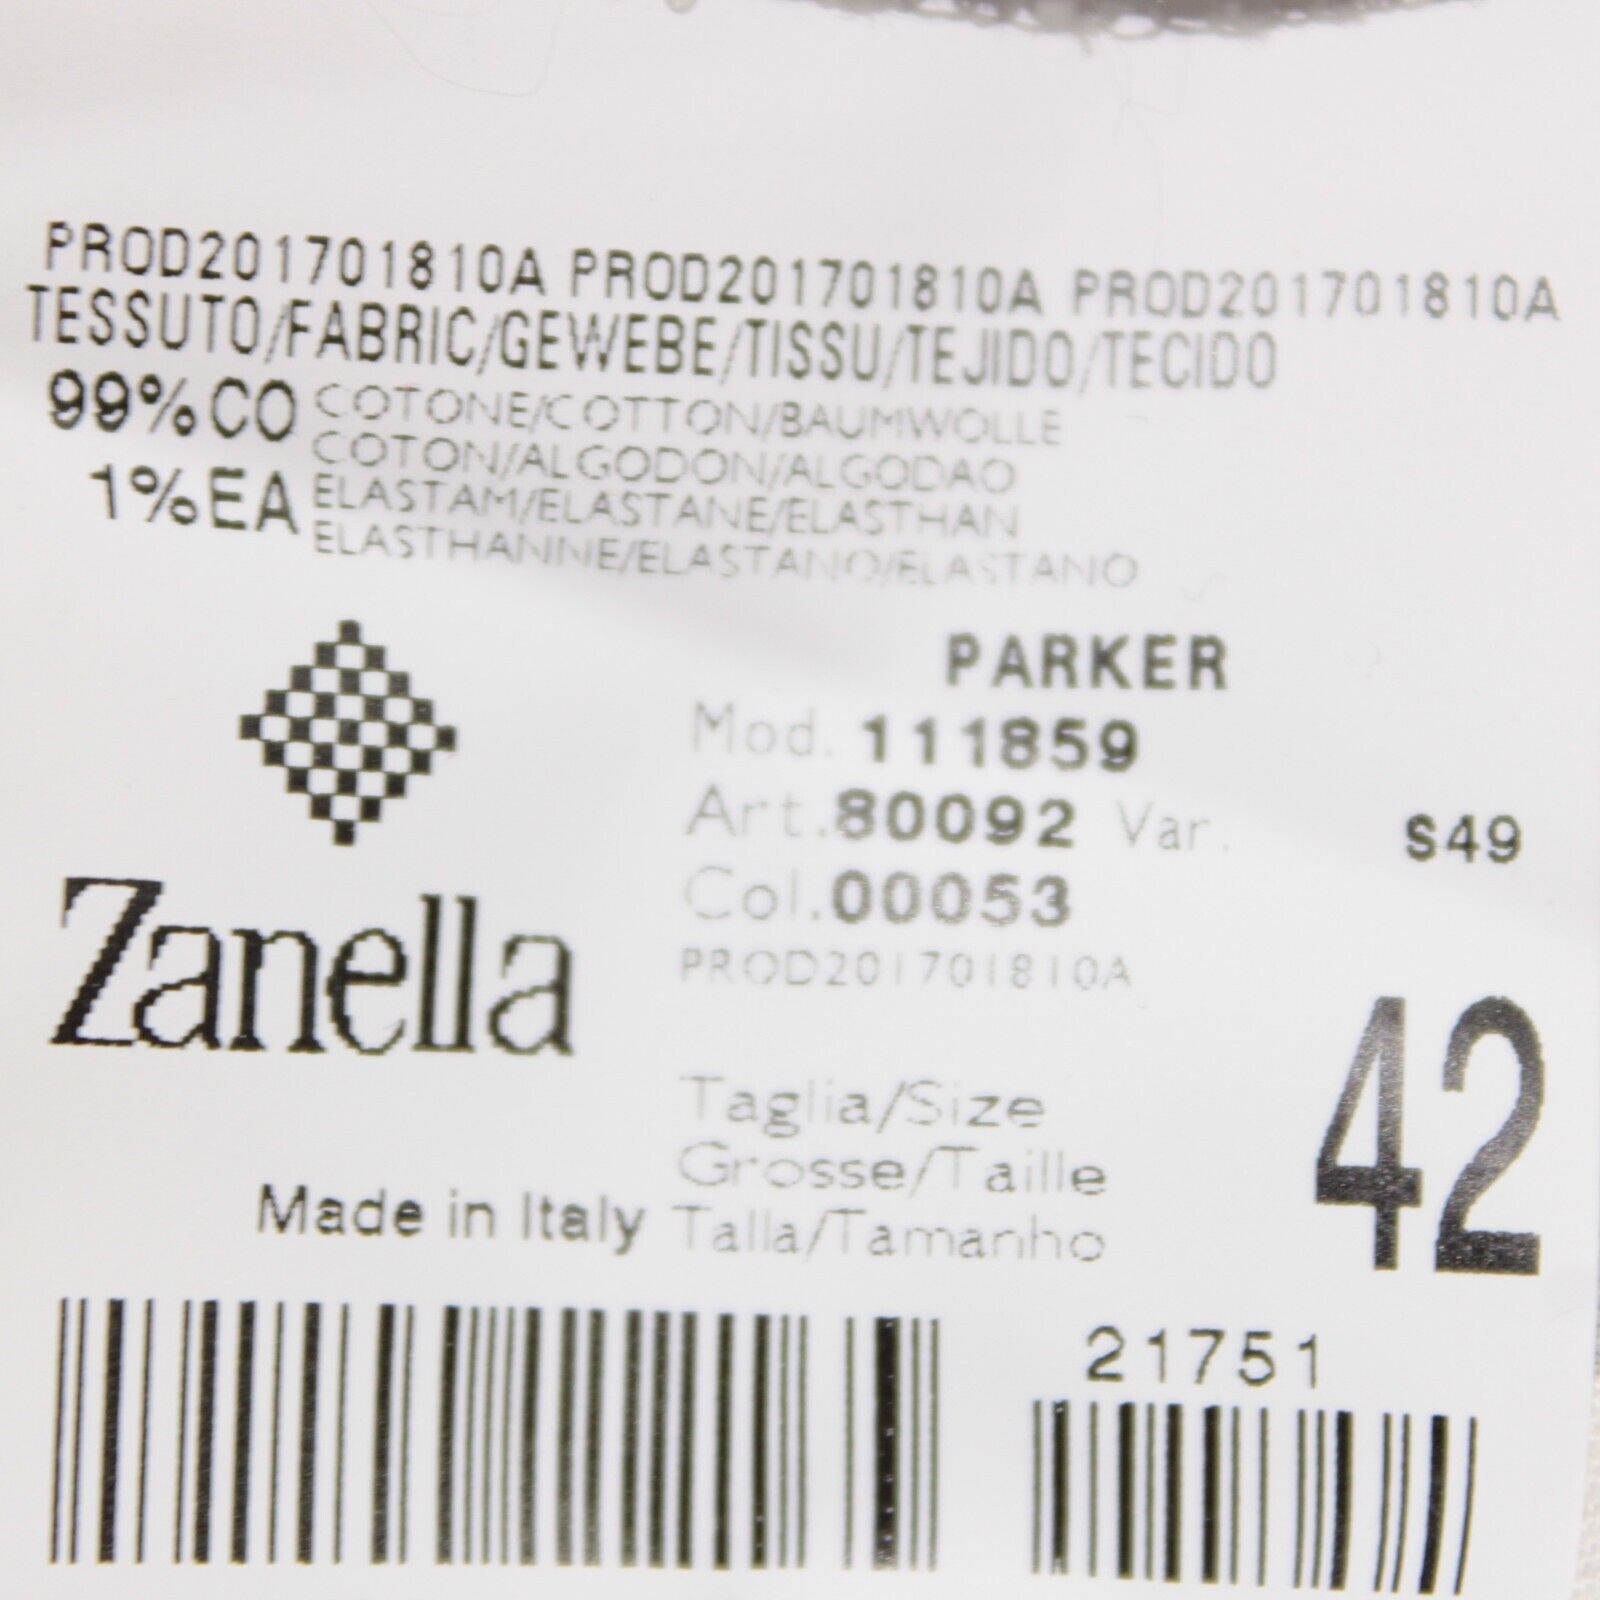 PROD201701810A PROD201701810A PROD201701810A
TESSUTO/FABRIC/GEWEBE/TISSU/TEJIDO/TECIDO
99%CO COTONE/COTTON/BAUMWOLLE
COTON/ALGODON/ALGODAO
1%EA ELASTAM/ELASTANE/ELASTHAN
ELASTHANNE/ELASTANO/ELASTANO
PARKER
Mod. 111859
Art.80092 Var. S49
Col.00053
PROD201701810A
Zanella
42
Taglia/Size
Grosse/Taille
Made in Italy Talla/Tamanho
21751